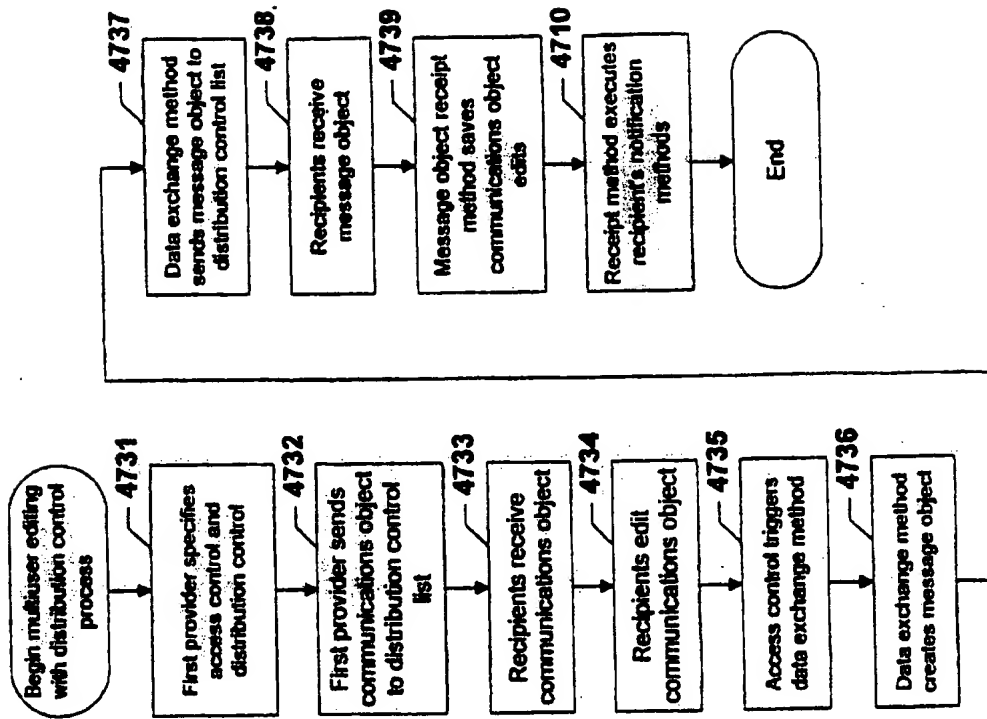 Begin multiuser editing
with distribution control
process
4731
First provider specifies
access control and
distribution control
4732
First provider sends
communications object
to distribution control
list
4733
Recipients receive
communications object
4734
Recipients edit
communications object
4735
Access control triggers
data exchange method
4736
Data exchange method
creates message object
4737
Data exchange method
sends message object to
distribution control list
4738
Recipients receive
message object
4739
Message object receipt
method saves
communications object
edits
4710
Receipt method executes
recipient's notification
methods
End